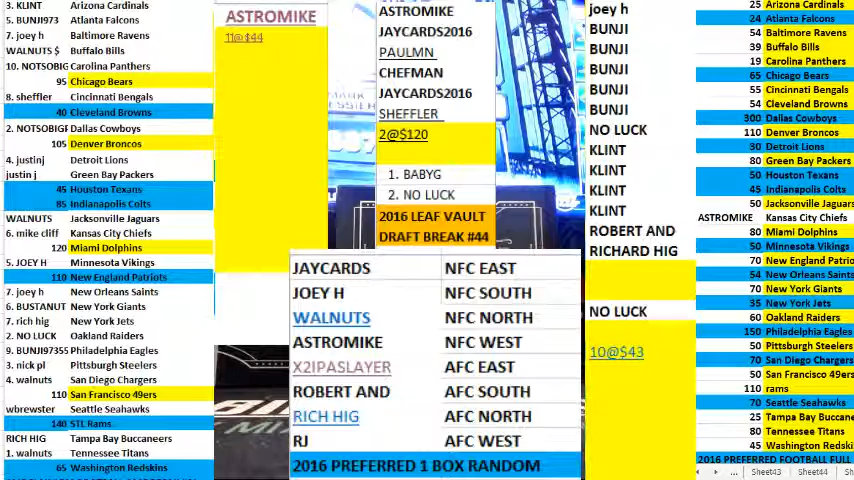 3. KLINT Arizona Cardinals
5. BUNJI973 Atlanta Falcons
7. joey h Baltimore Ravens
WALNUTS $ Buffalo Bills
10. NOTSOBIG Carolina Panthers
95 Chicago Bears
8. sheffler Cincinnati Bengals
40 Cleveland Browns
2. NOTSOBIGF Dallas Cowboys
105 Denver Broncos
4. justinj Detroit Lions
justin j Green Bay Packers
45 Houston Texans
85 Indianapolis Colts
WALNUTS Jacksonville Jaguars
6. mike cliff Kansas City Chiefs
120 Miami Dolphins
5. JOEY H Minnesota Vikings
110 New England Patriots
7. joey h New Orleans Saints
6. BUSTANUT New York Giants
7. rich hig New York Jets
2. NO LUCK Oakland Raiders
9. BUNJI97355 Philadelphia Eagles
3. nick pl Pittsburgh Steelers
4. walnuts San Diego Chargers
110 San Francisco 49ers
wbrewster Seattle Seahawks
140 STL Rams
RICH HIG Tampa Bay Buccaneers
1. walnuts Tennessee Titans
65 Washington Redskins
ASTROMIKE
11@$44
ASTROMIKE
JAYCARDS2016
PAULMN
CHEFMAN
JAYCARDS2016
SHEFFLER
2@$120
1. BABYG
2. NO LUCK
2016 LEAF VAULT
DRAFT BREAK #44
JAYCARDS NFC EAST
JOEY H NFC SOUTH
WALNUTS NFC NORTH
ASTROMIKE NFC WEST
X2IPASLAYER AFC EAST
ROBERT AND AFC SOUTH
RICH HIG AFC NORTH
RJ AFC WEST
2016 PREFERRED 1 BOX RANDOM
joey h
BUNJI
BUNJI
BUNJI
BUNJI
BUNJI
NO LUCK
KLINT
KLINT
KLINT
KLINT
ROBERT AND
RICHARD HIG
NO LUCK
10@$43
25 Arizona Cardinals
24 Atlanta Falcons
54 Baltimore Ravens
39 Buffalo Bills
19 Carolina Panthers
65 Chicago Bears
55 Cincinnati Bengals
54 Cleveland Browns
300 Dallas Cowboys
110 Denver Broncos
30 Detroit Lions
80 Green Bay Packers
50 Houston Texans
45 Indianapolis Colts
50 Jacksonville Jaguars
ASTROMIKE Kansas City Chiefs
80 Miami Dolphins
50 Minnesota Vikings
70 New England Patrio
54 New Orleans Saints
70 New York Giants
35 New York Jets
60 Oakland Raiders
150 Philadelphia Eagles
50 Pittsburgh Steelers
70 San Diego Chargers
50 San Francisco 49ers
110 rams
70 Seattle Seahawks
25 Tampa Bay Buccane
80 Tennessee Titans
45 Washington Redskin
2016 PREFERRED FOOTBALL FULL
... Sheet43 Sheet44